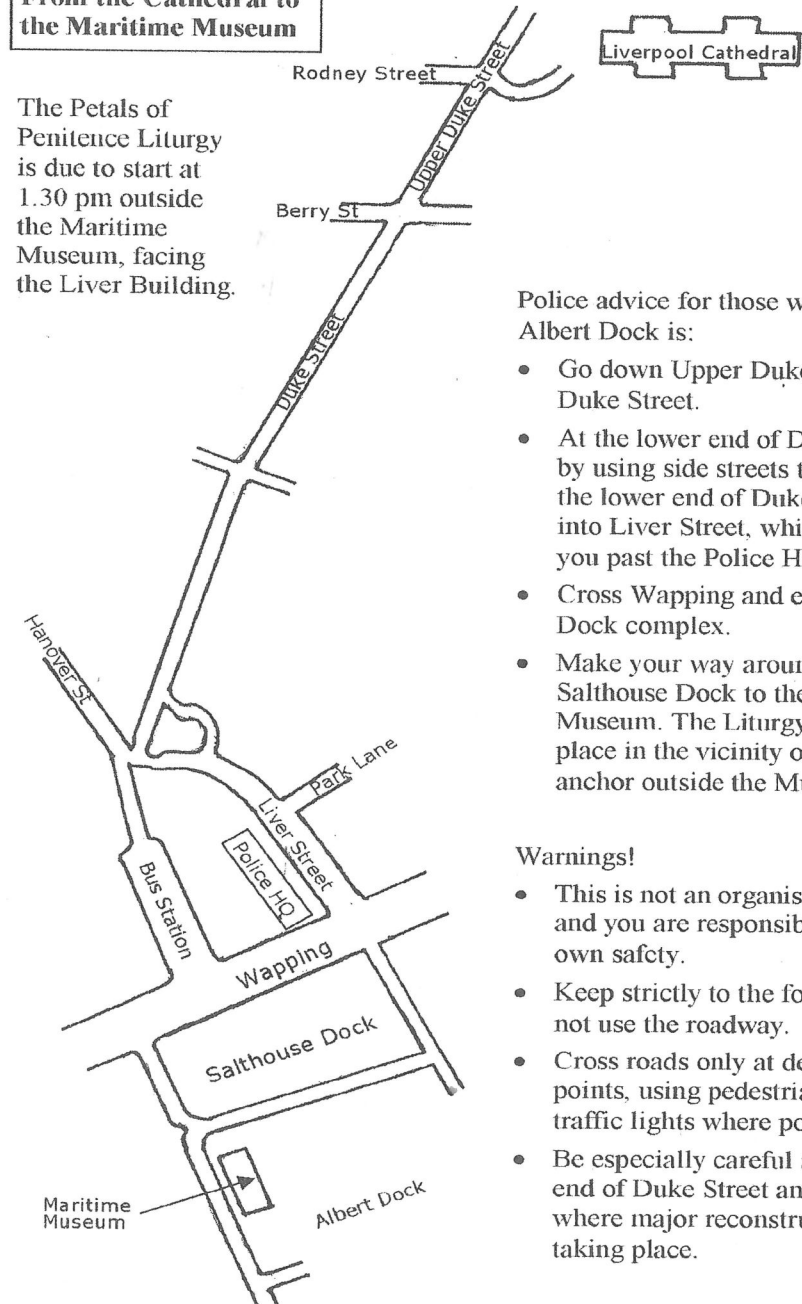 From the Cathedral to
the Maritime Museum
Liverpool Cathedral
Rodney Street
Upper Duke Street
The Petals of
Penitence Liturgy
is due to start at
1.30 pm outside
the Maritime
Museum, facing
the Liver Building.
Berry St
Duke Street
Hanover St
Park Lane
Liver Street
Police HQ
Bus Station
Wapping
Salthouse Dock
Maritime
Museum
Albert Dock
Police advice for those w
Albert Dock is:
• Go down Upper Duke
Duke Street.
• At the lower end of D
by using side streets t
the lower end of Duke
into Liver Street, whi
you past the Police H
• Cross Wapping and e
Dock complex.
• Make your way aroun
Salthouse Dock to the
Museum. The Liturgy
place in the vicinity o
anchor outside the Mu
Warnings!
• This is not an organis
and you are responsib
own safety.
• Keep strictly to the fo
not use the roadway.
• Cross roads only at de
points, using pedestria
traffic lights where po
• Be especially careful
end of Duke Street an
where major reconstru
taking place.